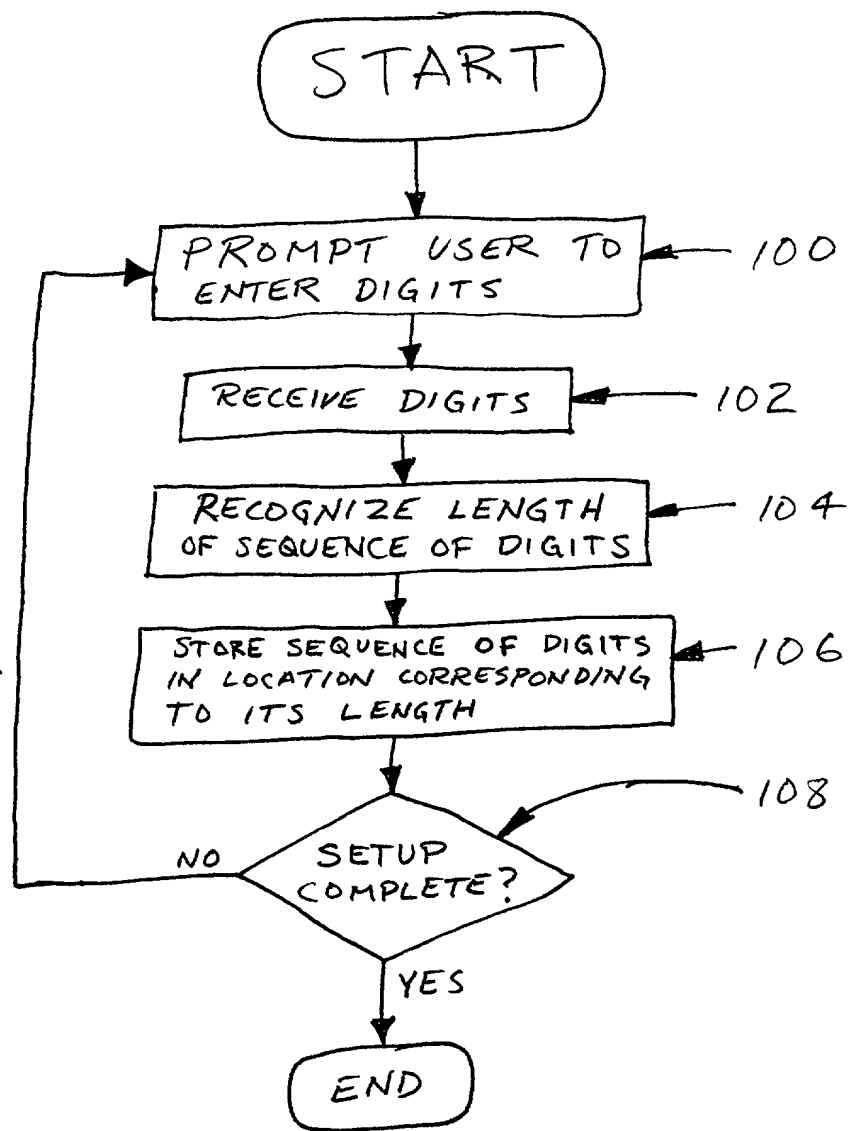 START
PROMPT USER TO
ENTER DIGITS
100
RECEIVE DIGITS
102
RECOGNIZE LENGTH
OF SEQUENCE OF DIGITS
104
STORE SEQUENCE OF DIGITS
IN LOCATION CORRESPONDING
TO ITS LENGTH
106
108
NO
SETUP
COMPLETE?
YES
END